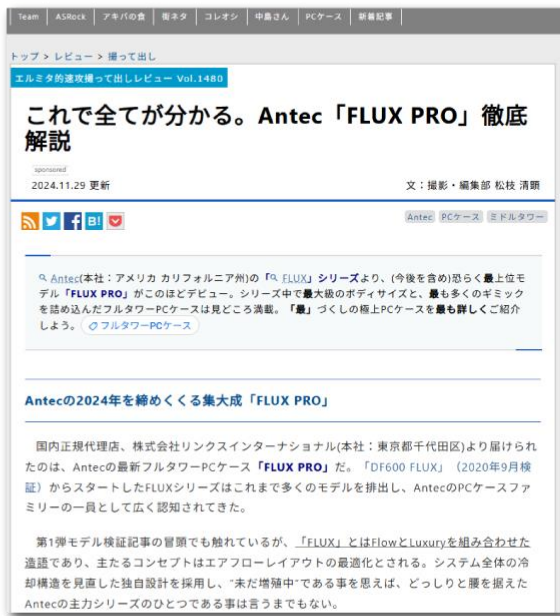 Team ASRock アキバの食 街ネタ コレオシ 中島さん PCケース 新着記事
トップ > レビュー > 撮って出し
エルミタ的速攻撮って出しレビュー Vol.1480
これで全てが分かる。Antec「FLUX PRO」徹底
解説
sponsored
2024.11.29 更新 文：撮影・編集部 松枝 清顕
B!
Antec PCケース ミドルタワー
Antec(本社：アメリカ カリフォルニア州)の「FLUX」シリーズより、(今後を含め)恐らく最上位モ
デル「FLUX PRO」がこのほどデビュー。シリーズ中で最大級のボディサイズと、最も多くのギミック
を詰め込んだフルタワーPCケースは見どころ満載。「最」づくしの極上PCケースを最も詳しくご紹介
しよう。 フルタワーPCケース
Antecの2024年を締めくくる集大成「FLUX PRO」
国内正規代理店、株式会社リンクスインターナショナル(本社：東京都千代田区)より届けられ
たのは、Antecの最新フルタワーPCケース「FLUX PRO」だ。「DF600 FLUX」（2020年9月検
証）からスタートしたFLUXシリーズはこれまで多くのモデルを排出し、AntecのPCケースファ
ミリーの一員として広く認知されてきた。
第1弾モデル検証記事の冒頭でも触れているが、「FLUX」とはFlowとLuxuryを組み合わせた
造語であり、主たるコンセプトはエアフローレイアウトの最適化とされる。システム全体の冷
却構造を見直した独自設計を採用し、"未だ増殖中"である事を思えば、どっしりと腰を据えた
Antecの主力シリーズのひとつである事は言うまでもない。